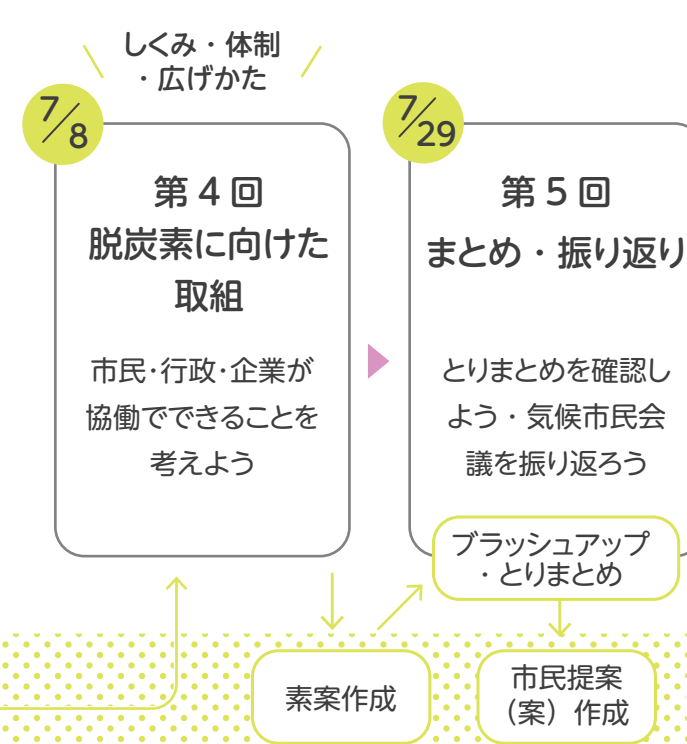 しくみ・体制
・広げかた
7/8
第4回
脱炭素に向けた
取組
市民・行政・企業が
協働でできることを
考えよう
7/29
第5回
まとめ・振り返り
とりまとめを確認し
よう・気候市民会
議を振り返ろう
ブラッシュアップ
・とりまとめ
素案作成
市民提案
（案）作成